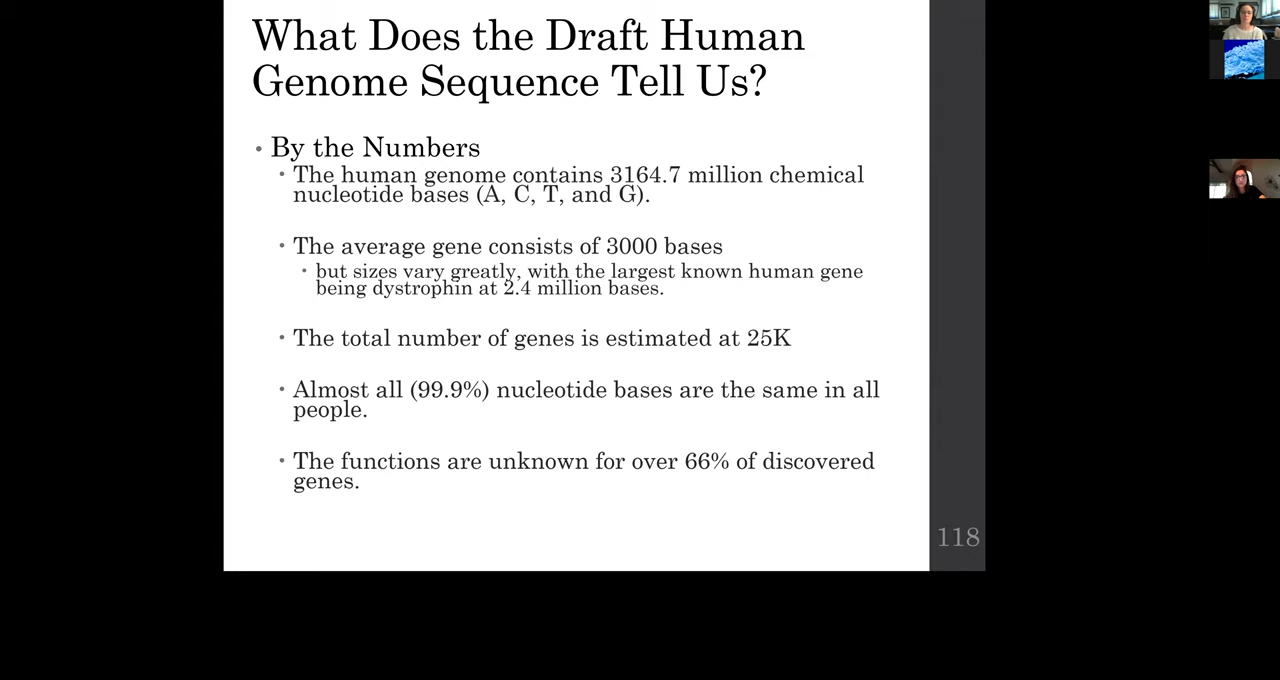 What Does the Draft Human
Genome Sequence Tell Us?
• By the Numbers
• The human genome contains 3164.7 million chemical
nucleotide bases (A, C, T, and G).
• The average gene consists of 3000 bases
• but sizes vary greatly, with the largest known human gene
being dystrophin at 2.4 million bases.
• The total number of genes is estimated at 25K
• Almost all (99.9%) nucleotide bases are the same in all
people.
• The functions are unknown for over 66% of discovered
genes.
118